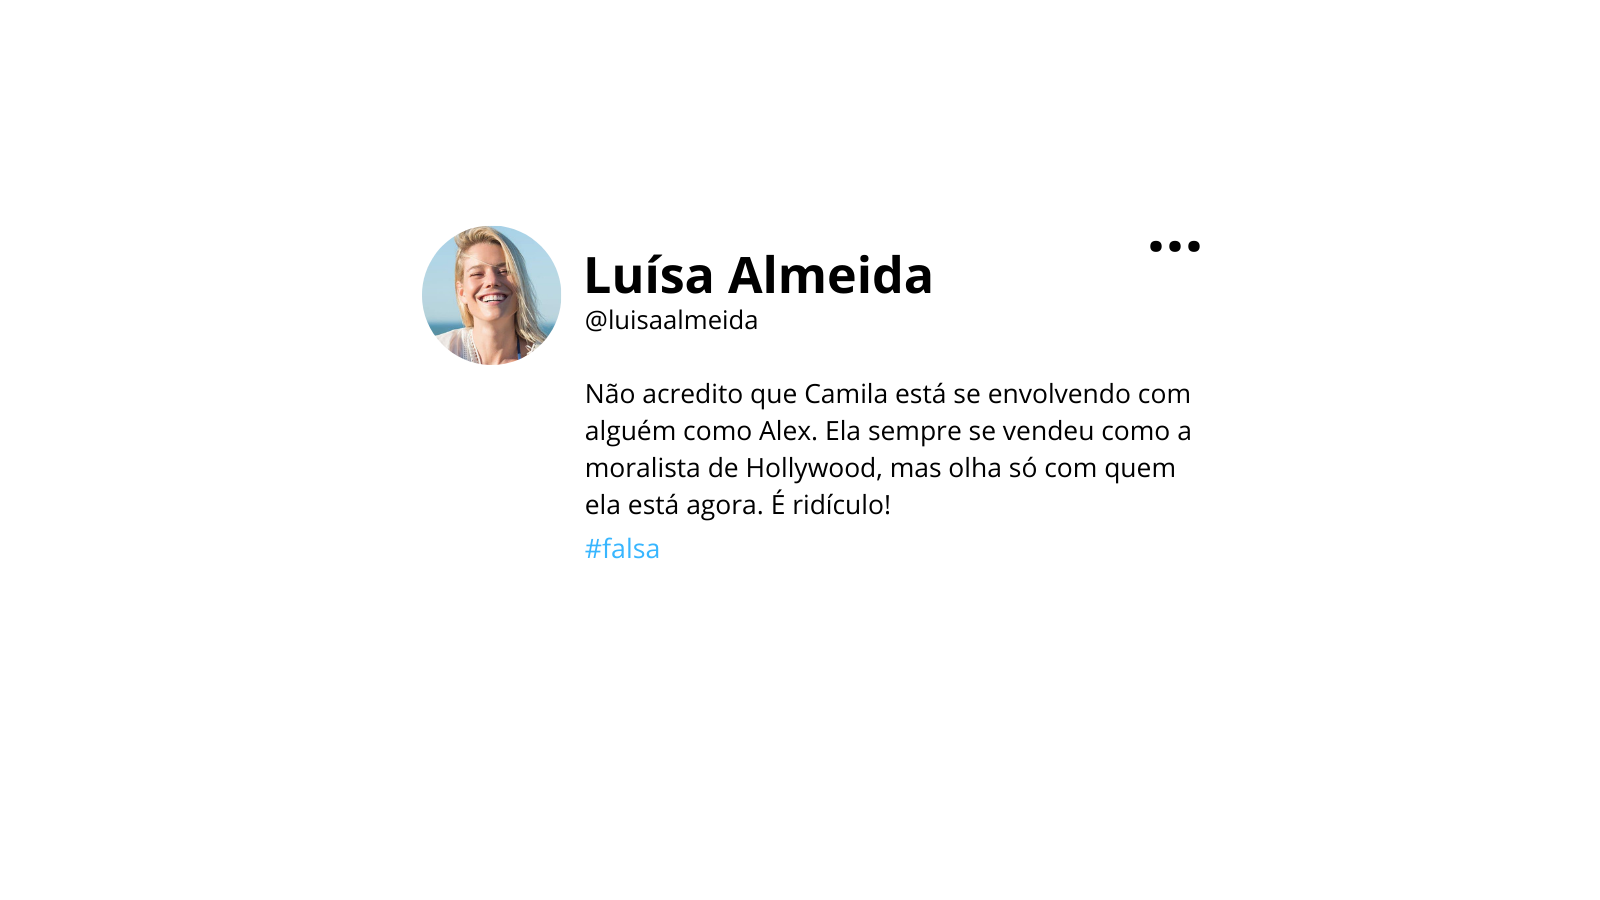 Luísa Almeida
@luisaalmeida
Não acredito que Camila está se envolvendo com
alguém como Alex. Ela sempre se vendeu como a
moralista de Hollywood, mas olha só com quem
ela está agora. É ridículo!
#falsa